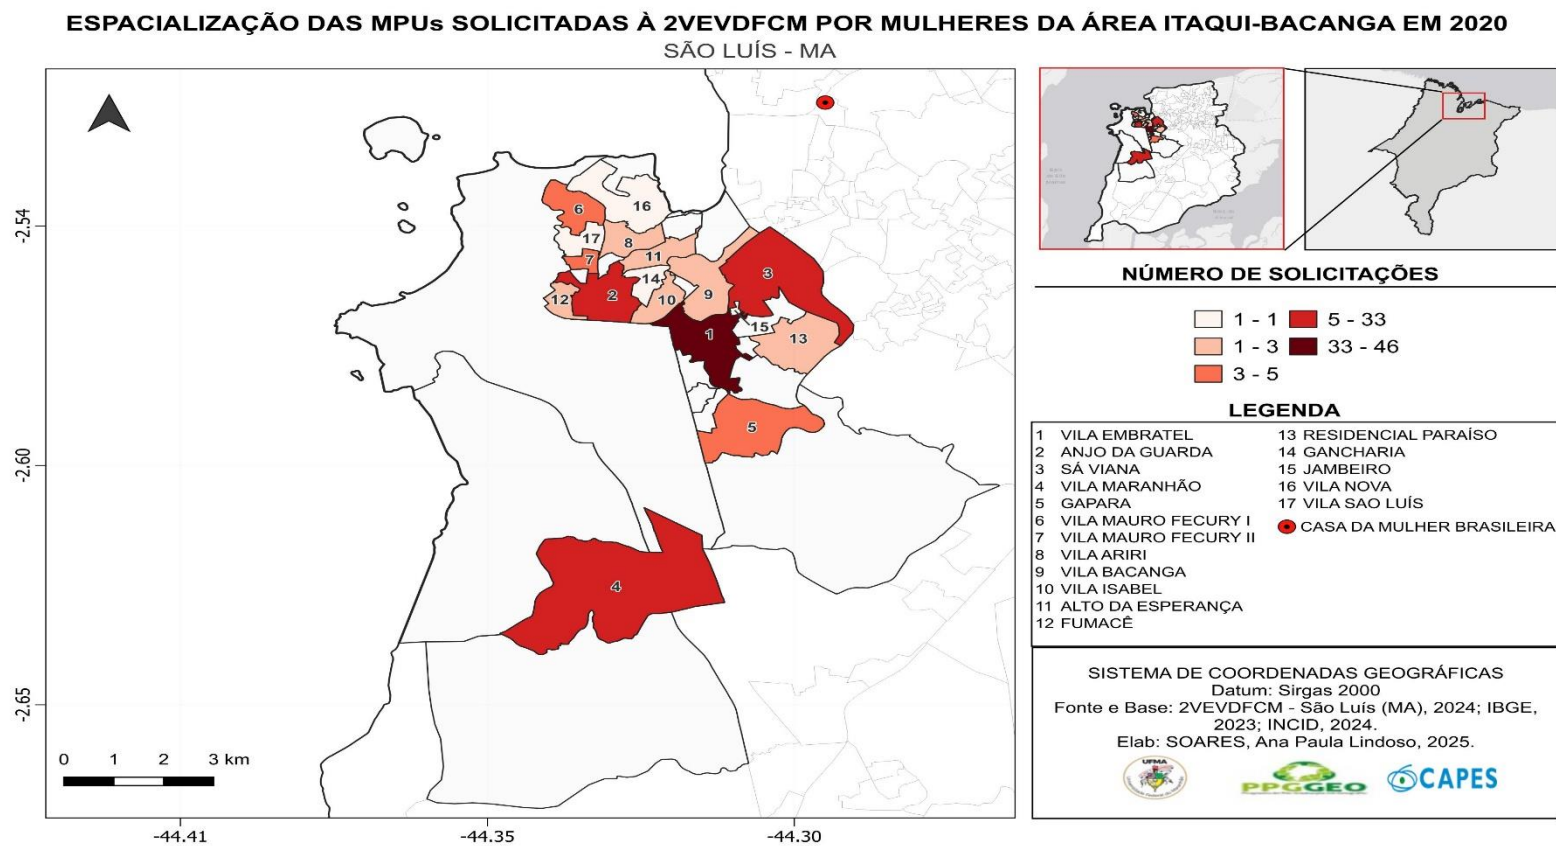 ESPACIALIZAÇÃO DAS MPUs SOLICITADAS À 2VEVDFCM POR MULHERES DA ÁREA ITAQUI-BACANGA EM 2020
SÃO LUÍS - MA
-2.54
-2.60
-2.65
-44.41
-44.35
-44.30
6
16
17
8
7
11
3
14
12
2
10
9
1
15
13
5
4
0 1 2 3 km
NÚMERO DE SOLICITAÇÕES
1 - 1
1 - 3
3 - 5
5 - 33
33 - 46
LEGENDA
1 VILA EMBRATEL
2 ANJO DA GUARDA
3 SÁ VIANA
4 VILA MARANHÃO
5 GAPARA
6 VILA MAURO FECURY I
7 VILA MAURO FECURY II
8 VILA ARIRI
9 VILA BACANGA
10 VILA ISABEL
11 ALTO DA ESPERANÇA
12 FUMACÊ
13 RESIDENCIAL PARAÍSO
14 GANCHARIA
15 JAMBEIRO
16 VILA NOVA
17 VILA SAO LUÍS
CASA DA MULHER BRASILEIRA
SISTEMA DE COORDENADAS GEOGRÁFICAS
Datum: Sirgas 2000
Fonte e Base: 2VEVDFCM - São Luís (MA), 2024; IBGE,
2023; INCID, 2024.
Elab: SOARES, Ana Paula Lindoso, 2025.
UFMA
PPGGEO
CAPES